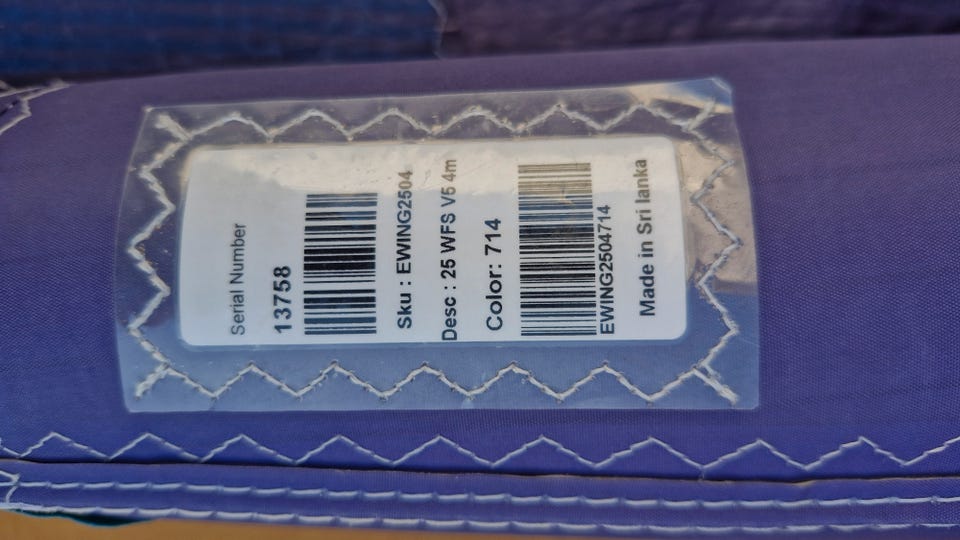 Serial Number
13758
Sku : EWING2504
Desc : 25 WFS V5 4m
Color: 714
EWING2504714
Made in Sri lanka